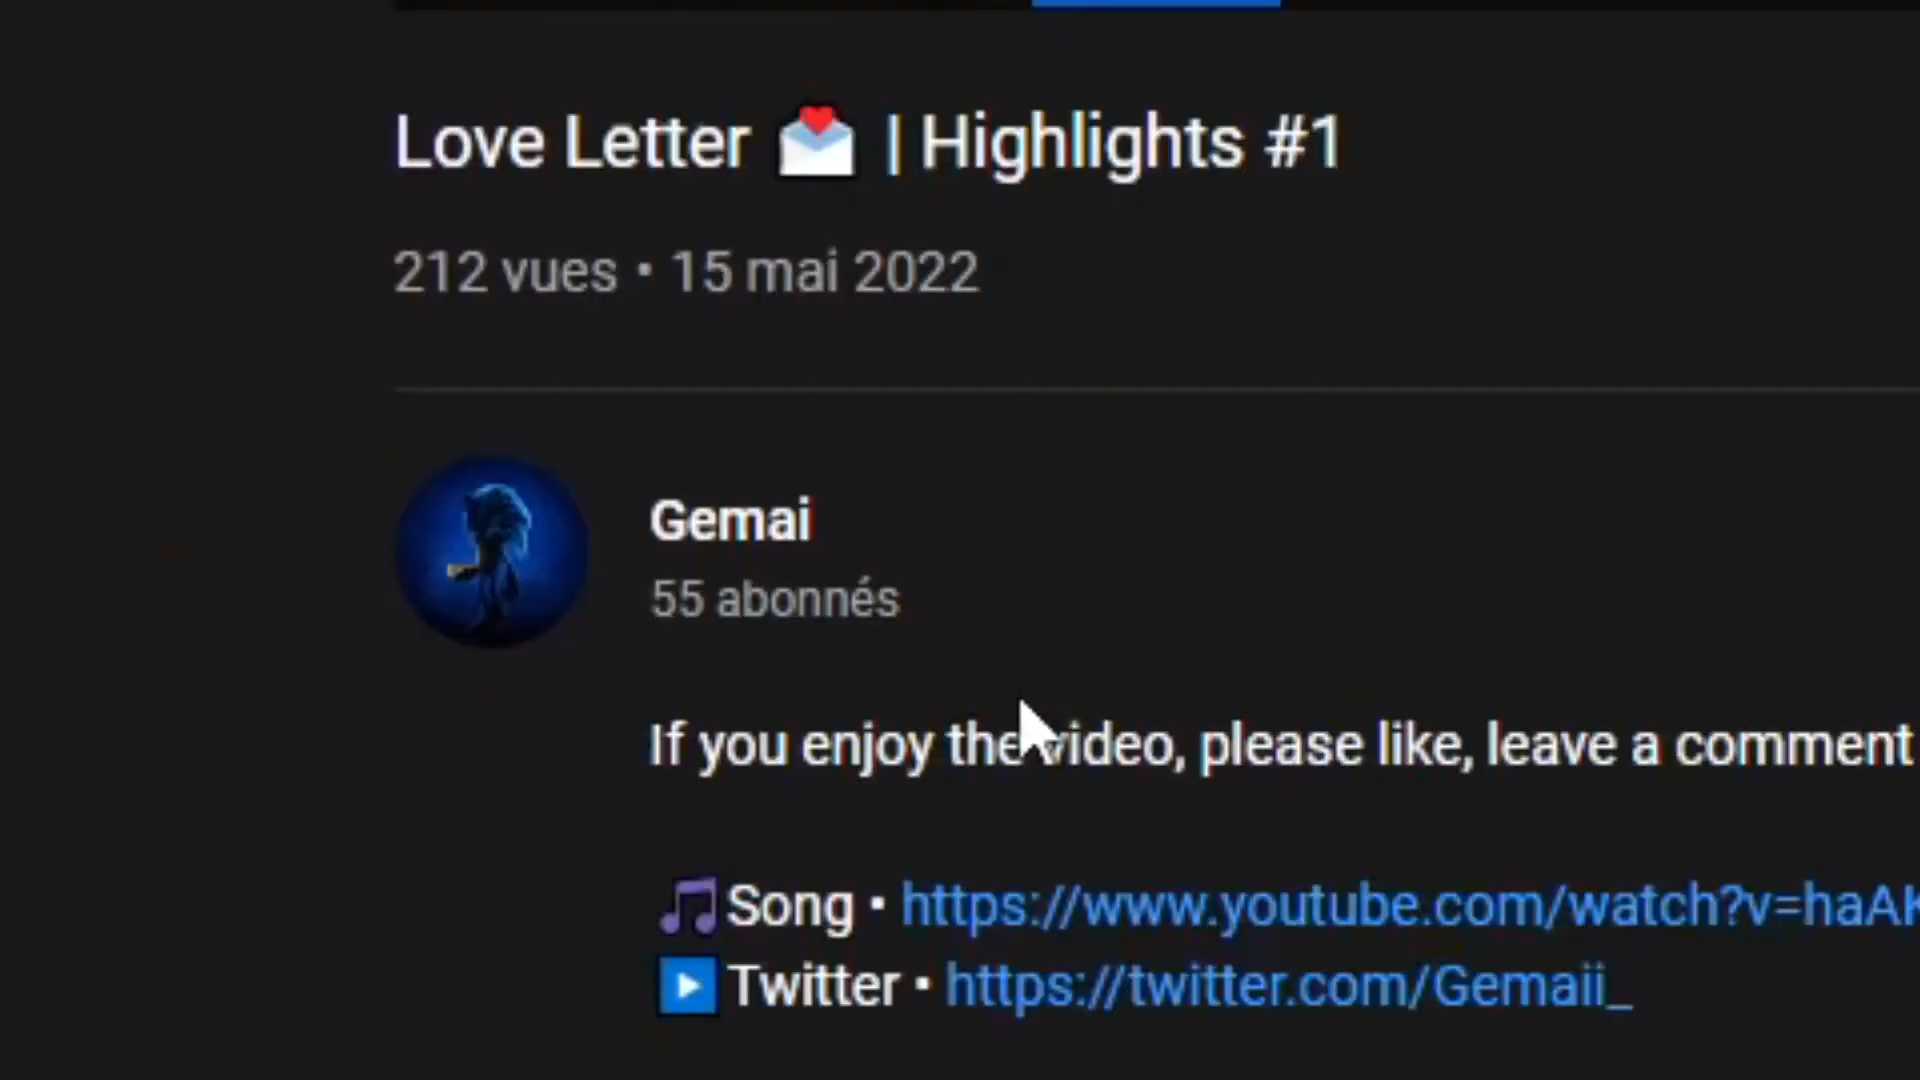 Love Letter 💌 | Highlights #1
212 vues • 15 mai 2022
Gemai
55 abonnés
If you enjoy the video, please like, leave a comment
🎵Song • https://www.youtube.com/watch?v=haAK
▶️Twitter • https://twitter.com/Gemaii_